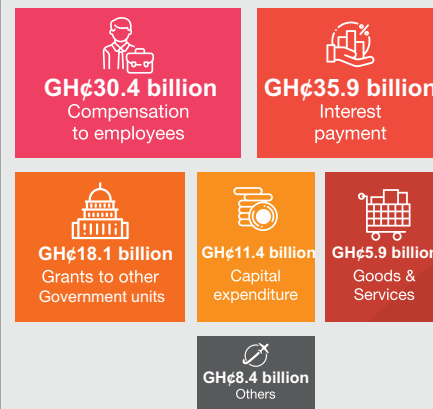 GH¢30.4 billion
Compensation
to employees
GH¢35.9 billion
Interest
payment
GH¢18.1 billion
Grants to other
Government units
GH¢11.4 billion
Capital
expenditure
GH¢5.9 billion
Goods &
Services
GH¢8.4 billion
Others